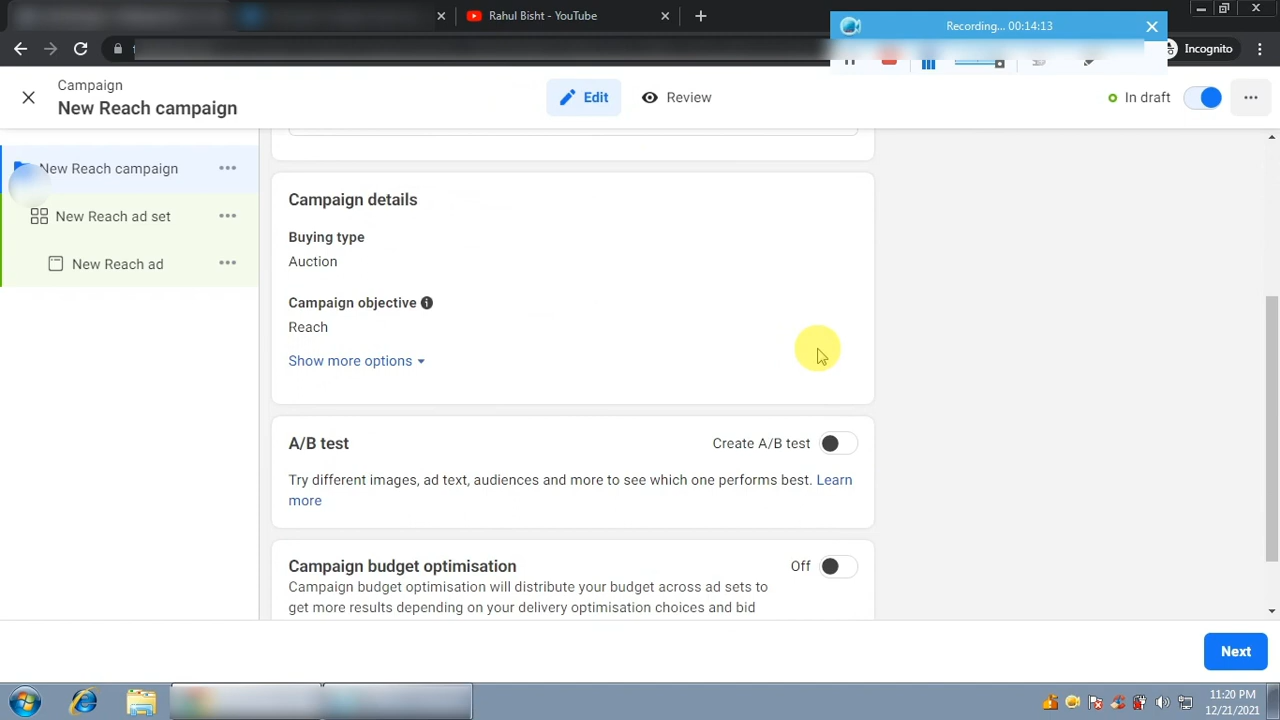 Rahul Bisht - YouTube
Recording... 00:14:13
Incognito
Campaign
New Reach campaign
Edit
Review
In draft
New Reach campaign
New Reach ad set
New Reach ad
Campaign details
Buying type
Auction
Campaign objective
Reach
Show more options
A/B test
Create A/B test
Try different images, ad text, audiences and more to see which one performs best. Learn
more
Campaign budget optimisation
Off
Campaign budget optimisation will distribute your budget across ad sets to
get more results depending on your delivery optimisation choices and bid
Next
11:20 PM
12/21/2021